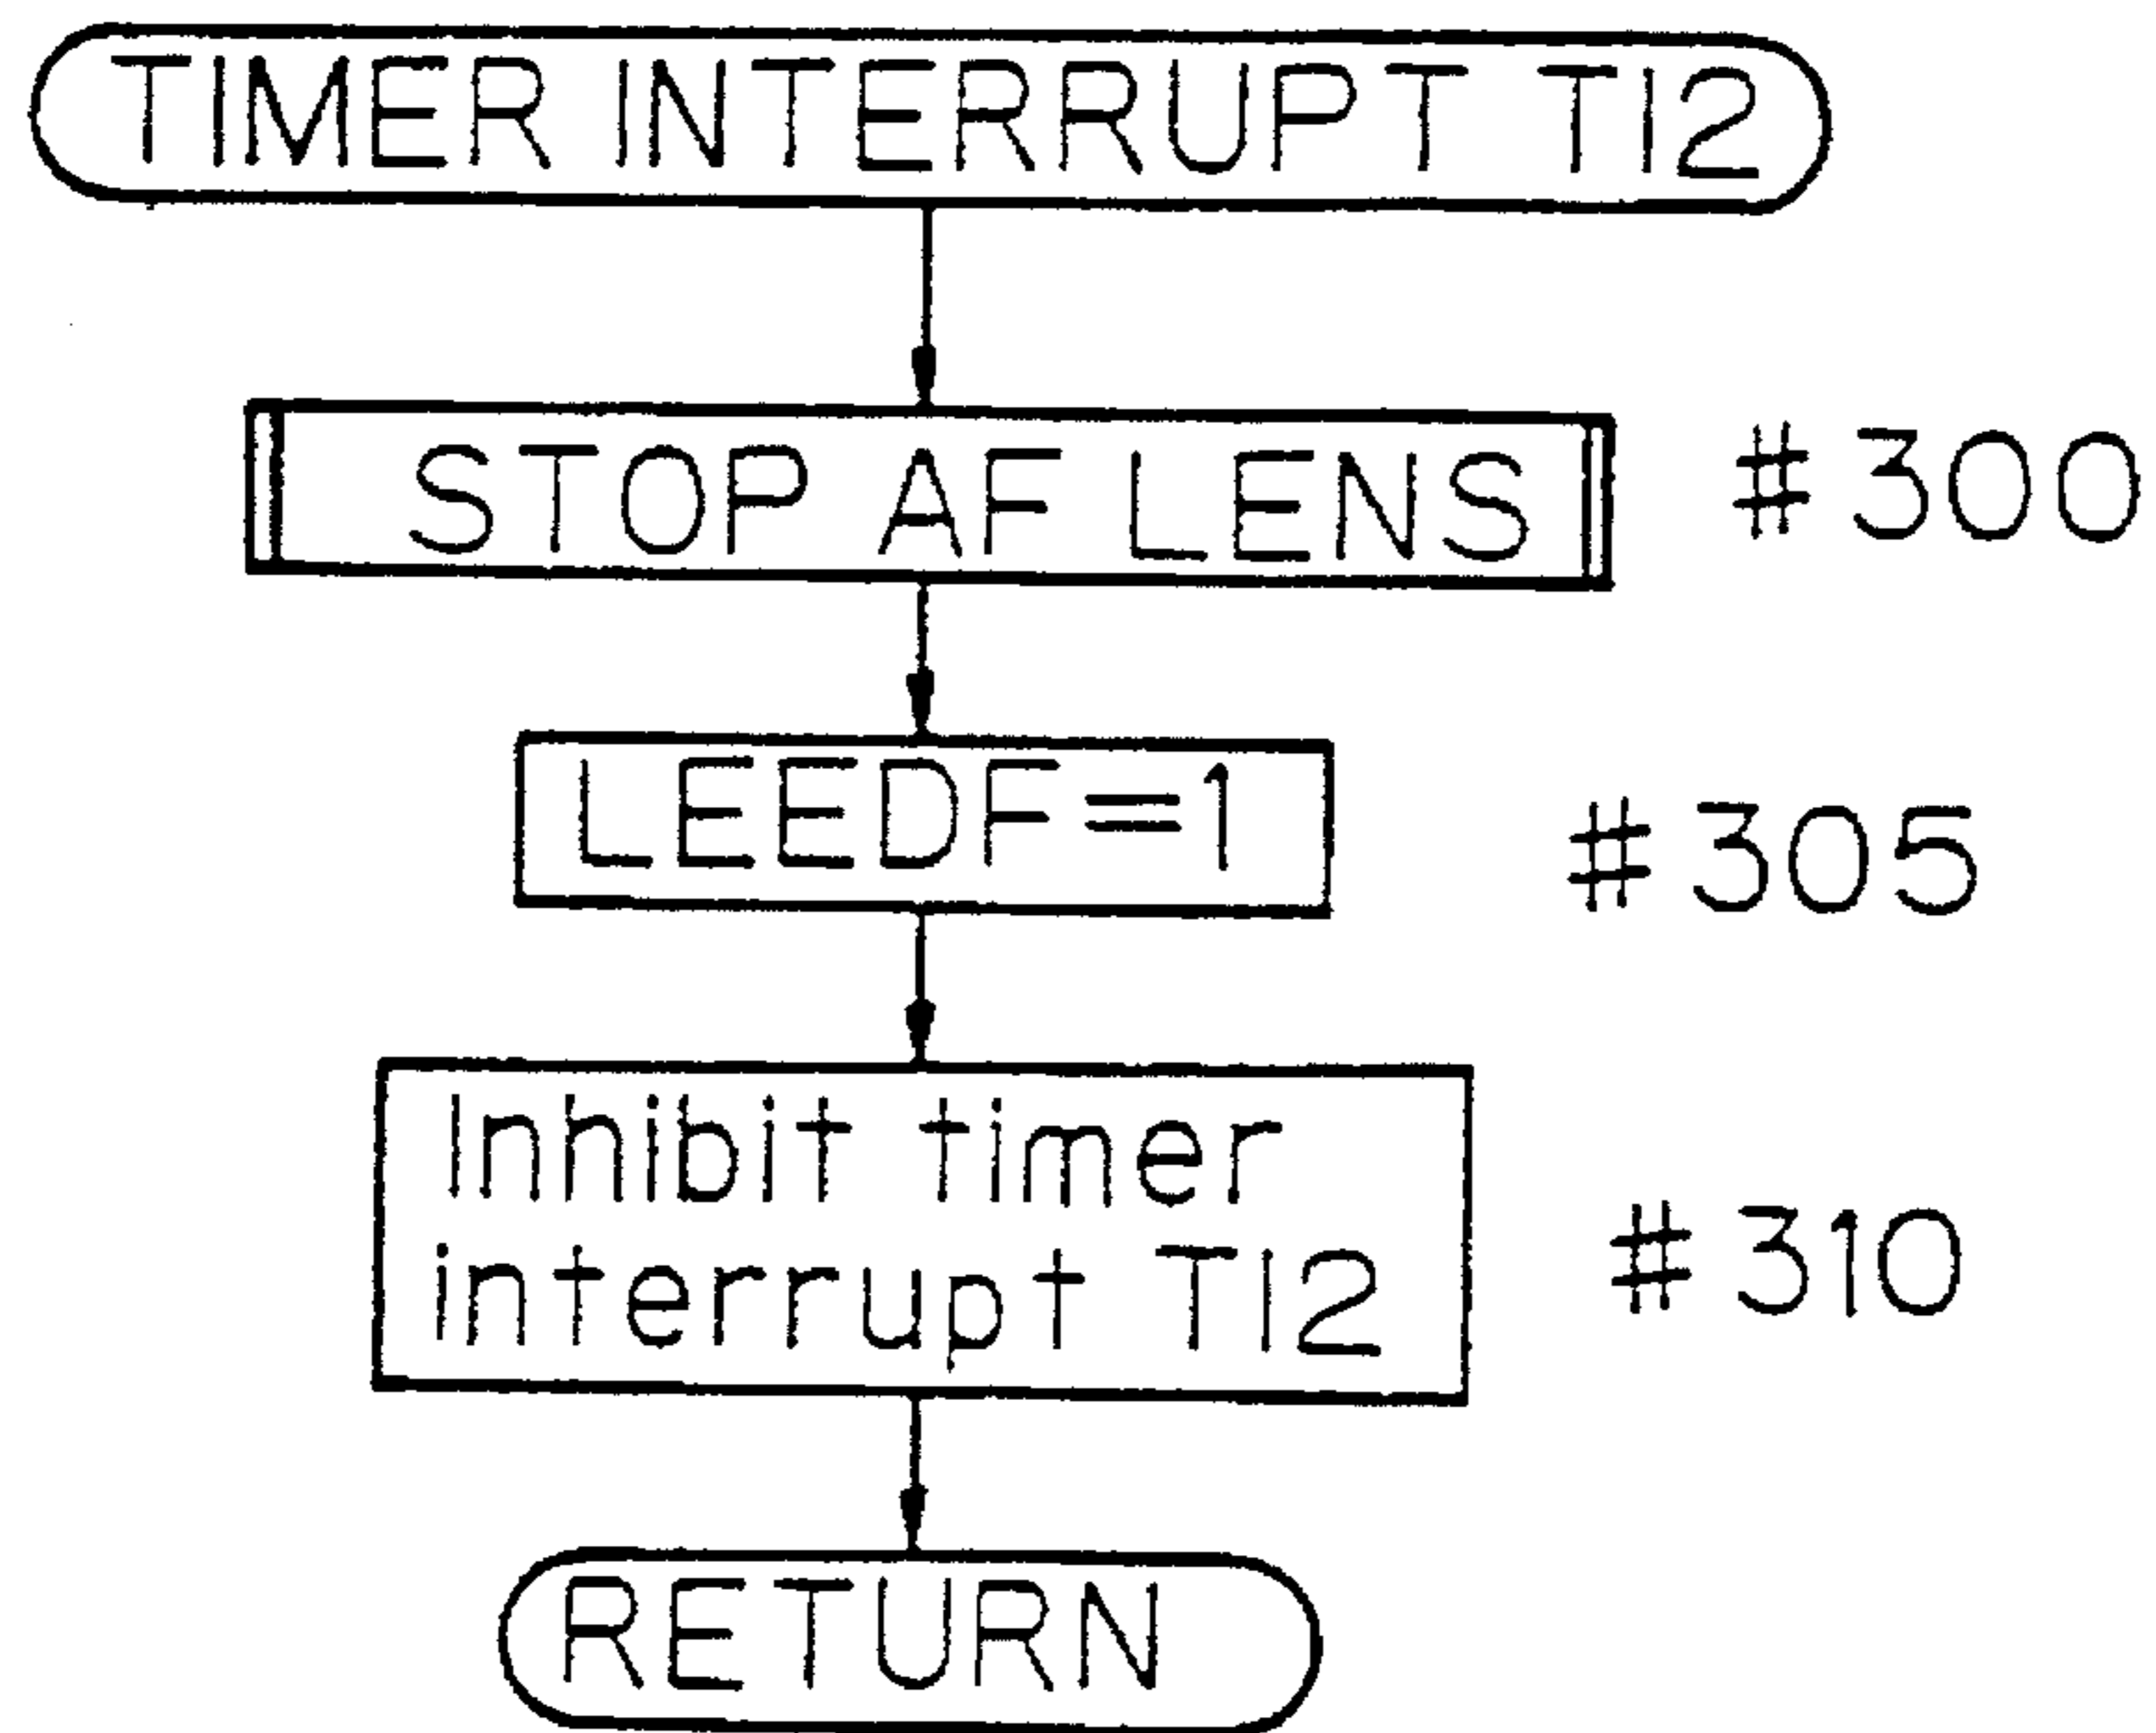 TIMER INTERRUPT TI2
STOP AF LENS #300
LEEDF=1 #305
Inhibit timer
interrupt TI2
#310
RETURN